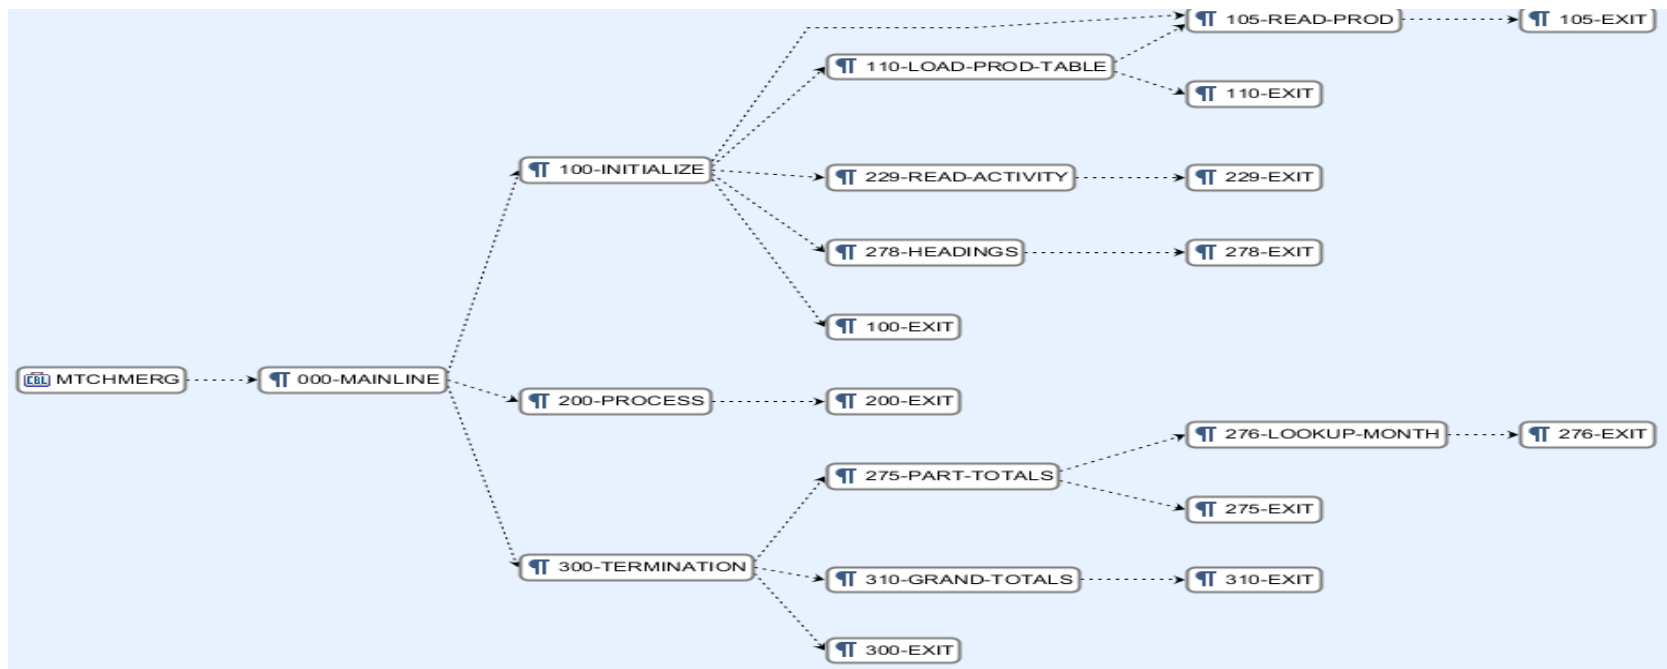 105-READ-PROD
105-EXIT
110-LOAD-PROD-TABLE
110-EXIT
100-INITIALIZE
229-READ-ACTIVITY
229-EXIT
278-HEADINGS
278-EXIT
100-EXIT
CBL MTCHMERG
000-MAINLINE
200-PROCESS
200-EXIT
276-LOOKUP-MONTH
276-EXIT
275-PART-TOTALS
275-EXIT
300-TERMINATION
310-GRAND-TOTALS
310-EXIT
300-EXIT